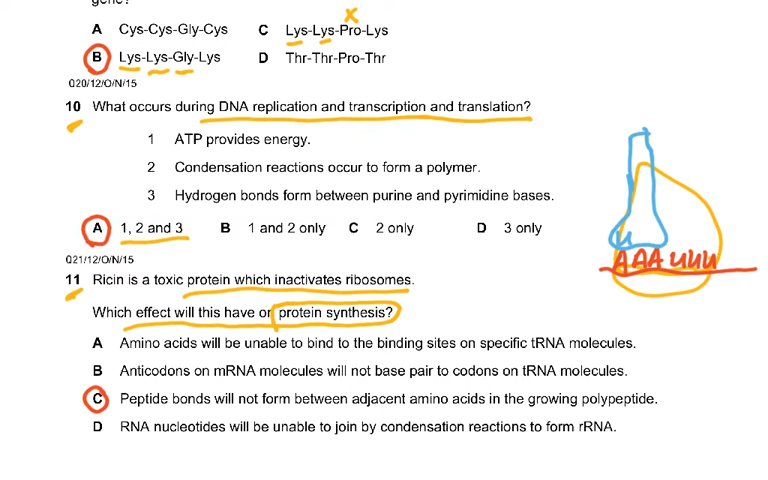 gene?
A Cys-Cys-Gly-Cys C Lys-Lys-Pro-Lys
B Lys-Lys-Gly-Lys D Thr-Thr-Pro-Thr
020/12/O/N/15
10 What occurs during DNA replication and transcription and translation?
1 ATP provides energy.
2 Condensation reactions occur to form a polymer.
3 Hydrogen bonds form between purine and pyrimidine bases.
A 1, 2 and 3 B 1 and 2 only C 2 only D 3 only
AAA UUU
021/12/O/N/15
11 Ricin is a toxic protein which inactivates ribosomes.
Which effect will this have on protein synthesis?
A Amino acids will be unable to bind to the binding sites on specific tRNA molecules.
B Anticodons on mRNA molecules will not base pair to codons on tRNA molecules.
C Peptide bonds will not form between adjacent amino acids in the growing polypeptide.
D RNA nucleotides will be unable to join by condensation reactions to form rRNA.